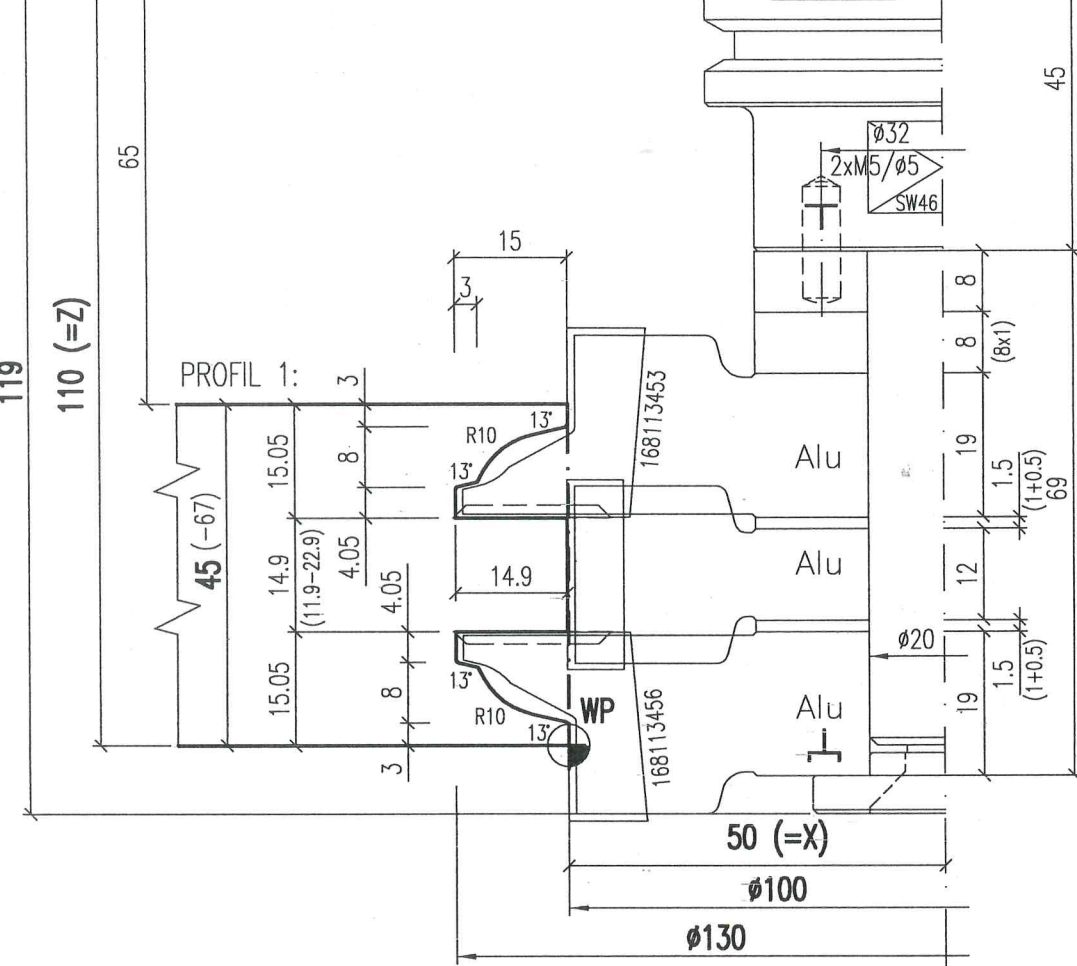 45
ø32
2xM5/ø5
SW46
65
15
3
8
8
(8x1)
110 (=Z)
119
PROFIL 1:
3
13°
R10
168113453
15.05
8
13°
Alu
19
1.5
(1+0.5)
69
45 (-67)
14.9
(11.9-22.9)
4.05
4.05
14.9
Alu
12
ø20
1.5
(1+0.5)
15.05
8
13°
R10
13°
WP
168113456
Alu
19
3
50 (=X)
ø100
ø130